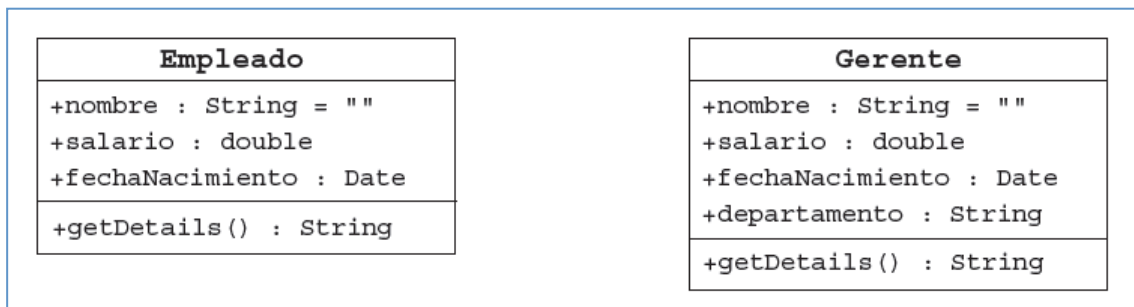 Empleado
+nombre : String = ""
+salario : double
+fechaNacimiento : Date
+getDetails() : String
Gerente
+nombre : String = ""
+salario : double
+fechaNacimiento : Date
+departamento : String
+getDetails() : String